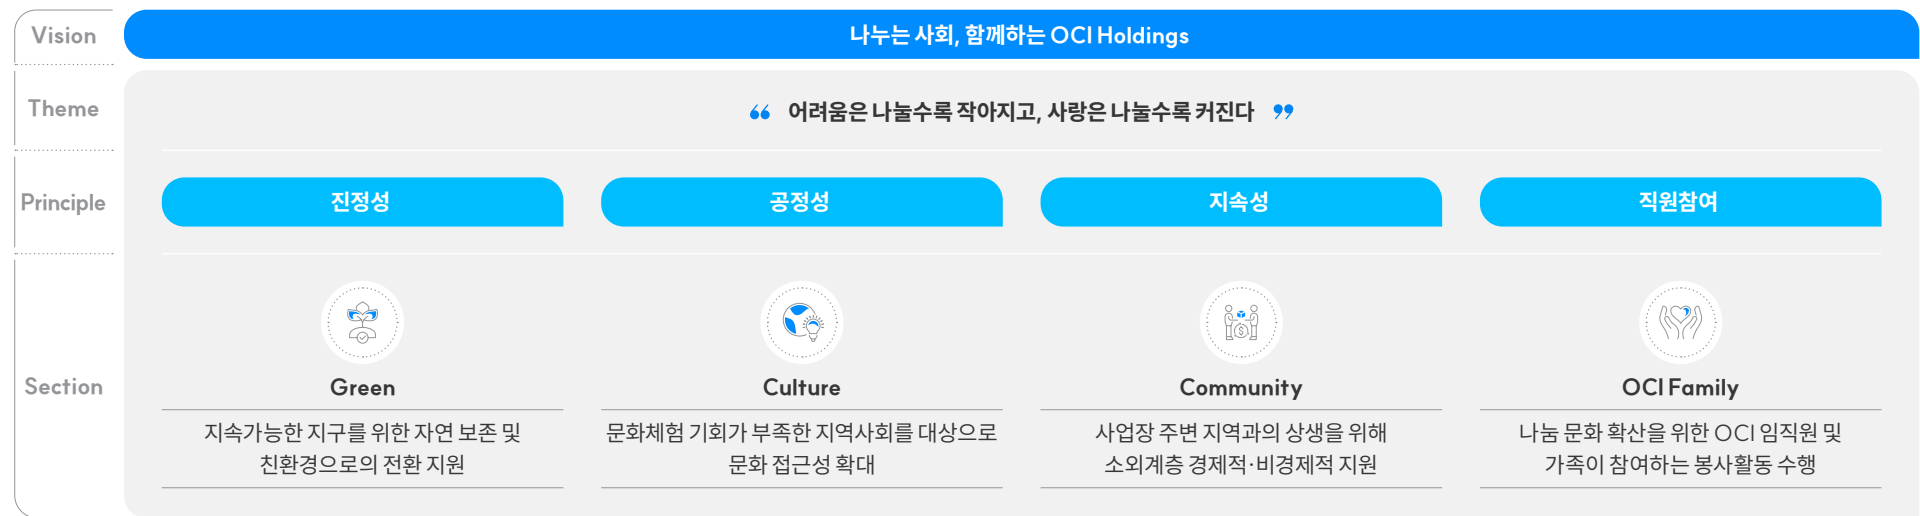 Vision
나누는 사회, 함께하는 OCI Holdings
Theme
“ 어려움은 나눌수록 작아지고, 사랑은 나눌수록 커진다 ”
Principle
진정성
공정성
지속성
직원참여
Section
Green
지속가능한 지구를 위한 자연 보존 및
친환경으로의 전환 지원
Culture
문화체험 기회가 부족한 지역사회를 대상으로
문화 접근성 확대
Community
사업장 주변 지역과의 상생을 위해
소외계층 경제적·비경제적 지원
OCI Family
나눔 문화 확산을 위한 OCI 임직원 및
가족이 참여하는 봉사활동 수행